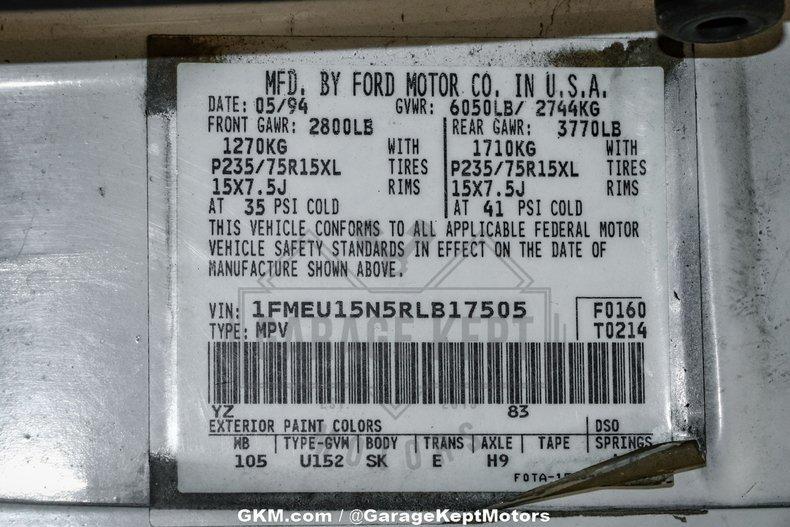 MFD. BY FORD MOTOR CO. IN U.S.A.
DATE: 05/94 GVWR: 6050LB/ 2744KG
FRONT GAWR: 2800LB REAR GAWR: 3770LB
1270KG WITH 1710KG WITH
P235/75R15XL TIRES P235/75R15XL TIRES
15X7.5J RIMS 15X7.5J RIMS
AT 35 PSI COLD AT 41 PSI COLD
THIS VEHICLE CONFORMS TO ALL APPLICABLE FEDERAL MOTOR
VEHICLE SAFETY STANDARDS IN EFFECT ON THE DATE OF
MANUFACTURE SHOWN ABOVE.
VIN: 1FMEU15N5RLB17505 F0160
TYPE: MPV T0214
GARAGE KEPT
YZ 83
EXTERIOR PAINT COLORS DSO
WB TYPE-GVM BODY TRANS AXLE TAPE SPRINGS
105 U152 SK E H9
MOTORS
GKM.com / @GarageKeptMotors